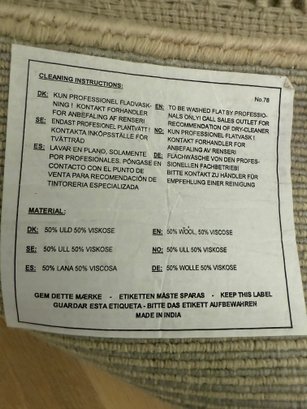 CLEANING INSTRUCTIONS:
No.78
DK: KUN PROFESSIONEL FLADVASK-
NING ! KONTAKT FORHANDLER
FOR ANBEFALING AF RENSERI
SE: ENDAST PROFESIONEL PLANTVÄTT !
KONTAKTA INKÖPSSTÄLLE FÖR
TVÄTTRÅD
ES: LAVAR EN PLANO, SOLAMENTE
POR PROFESIONALES. PÓNGASE EN
CONTACTO CON EL PUNTO DE
VENTA PARA RECOMENDACIÓN DE
TINTORERIA ESPECIALIZADA
EN: TO BE WASHED FLAT BY PROFESSIO-
NALS ONLY! CALL SALES OUTLET FOR
RECOMMENDATION OF DRY-CLEANER
NO: KUN PROFESJONEL FLATVASK !
KONTAKT FORHANDLER FOR
ANBEFALING AV RENSERI
DE: FLÄCHWÄSCHE VON DEN PROFES-
SIONELLEN FACHBETRIEB!
BITTE KONTAKT ZU HÄNDLER FÜR
EMPFEHLUNG EINER REINIGUNG
MATERIAL:
DK: 50% ULD 50% VISKOSE
SE: 50% ULL 50% VISKOSE
ES: 50% LANA 50% VISCOSA
EN: 50% WOOL 50% VISCOSE
NO: 50% ULL 50% VISKOSE
DE: 50% WOLLE 50% VISKOSE
GEM DETTE MÆRKE - ETIKETTEN MÅSTE SPARAS - KEEP THIS LABEL
GUARDAR ESTA ETIQUETA - BITTE DAS ETIKETT AUFBEWAHREN
MADE IN INDIA